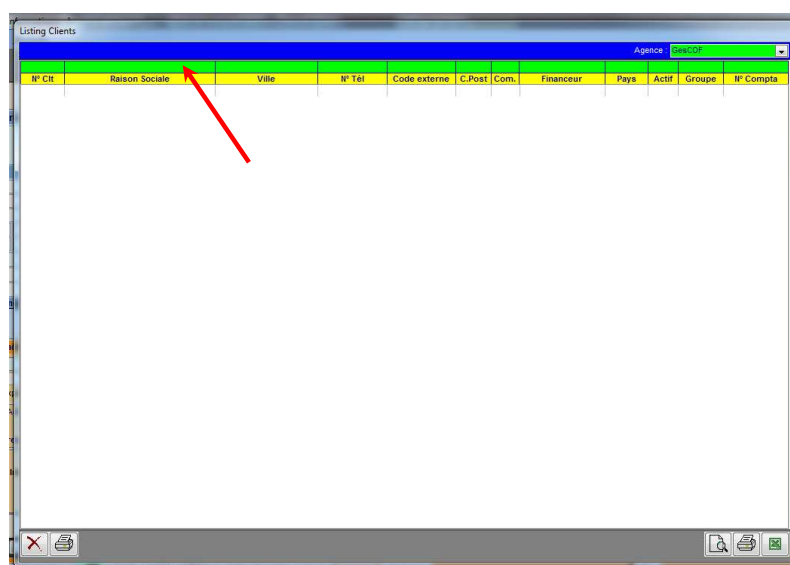 Listing Clients
Agence : GesCOF
N° Clt Raison Sociale Ville N° Tél Code externe C.Post Com. Financeur Pays Actif Groupe N° Compta